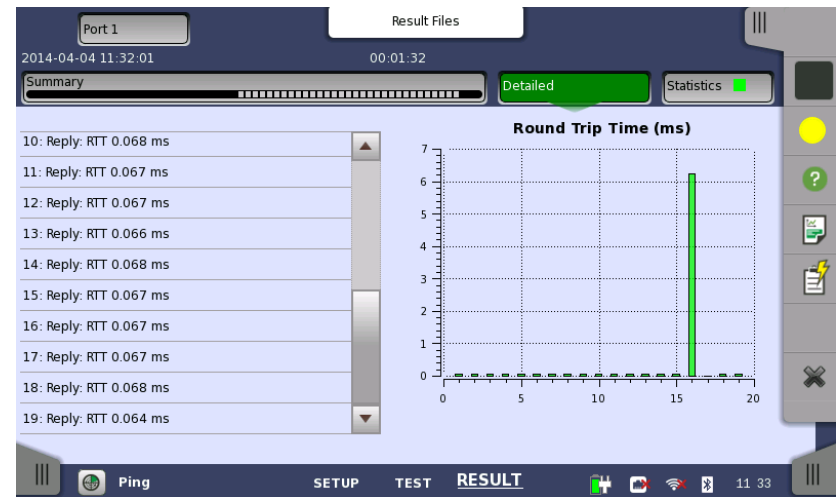 Port 1
Result Files
2014-04-04 11:32:01
00:01:32
Summary
Detailed
Statistics
10: Reply: RTT 0.068 ms
11: Reply: RTT 0.067 ms
12: Reply: RTT 0.067 ms
13: Reply: RTT 0.066 ms
14: Reply: RTT 0.068 ms
15: Reply: RTT 0.067 ms
16: Reply: RTT 0.067 ms
17: Reply: RTT 0.067 ms
18: Reply: RTT 0.068 ms
19: Reply: RTT 0.064 ms
Round Trip Time (ms)
7
6
5
4
3
2
1
0
0 5 10 15 20
?
Ping
SETUP TEST RESULT
11 33